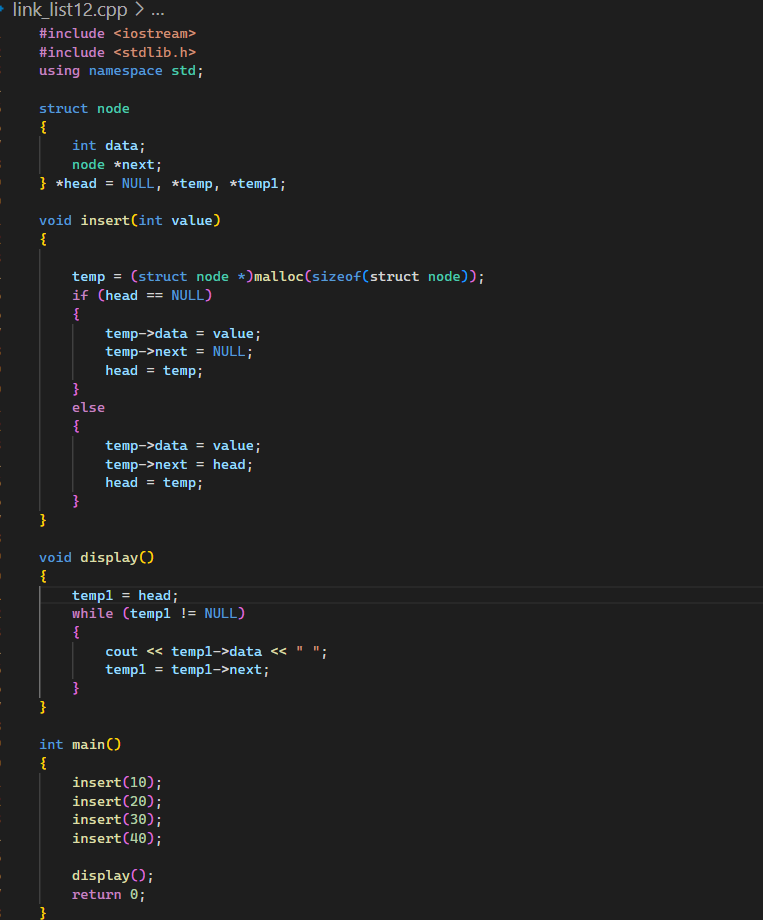 link_list12.cpp > ...
#include <iostream>
#include <stdlib.h>
using namespace std;
struct node
{
int data;
node *next;
} *head = NULL, *temp, *temp1;
void insert(int value)
{
temp = (struct node *)malloc(sizeof(struct node));
if (head == NULL)
{
temp->data = value;
temp->next = NULL;
head = temp;
}
else
{
temp->data = value;
temp->next = head;
head = temp;
}
}
void display()
{
temp1 = head;
while (temp1 != NULL)
{
cout << temp1->data << " ";
temp1 = temp1->next;
}
}
int main()
{
insert(10);
insert(20);
insert(30);
insert(40);
display();
return 0;
}